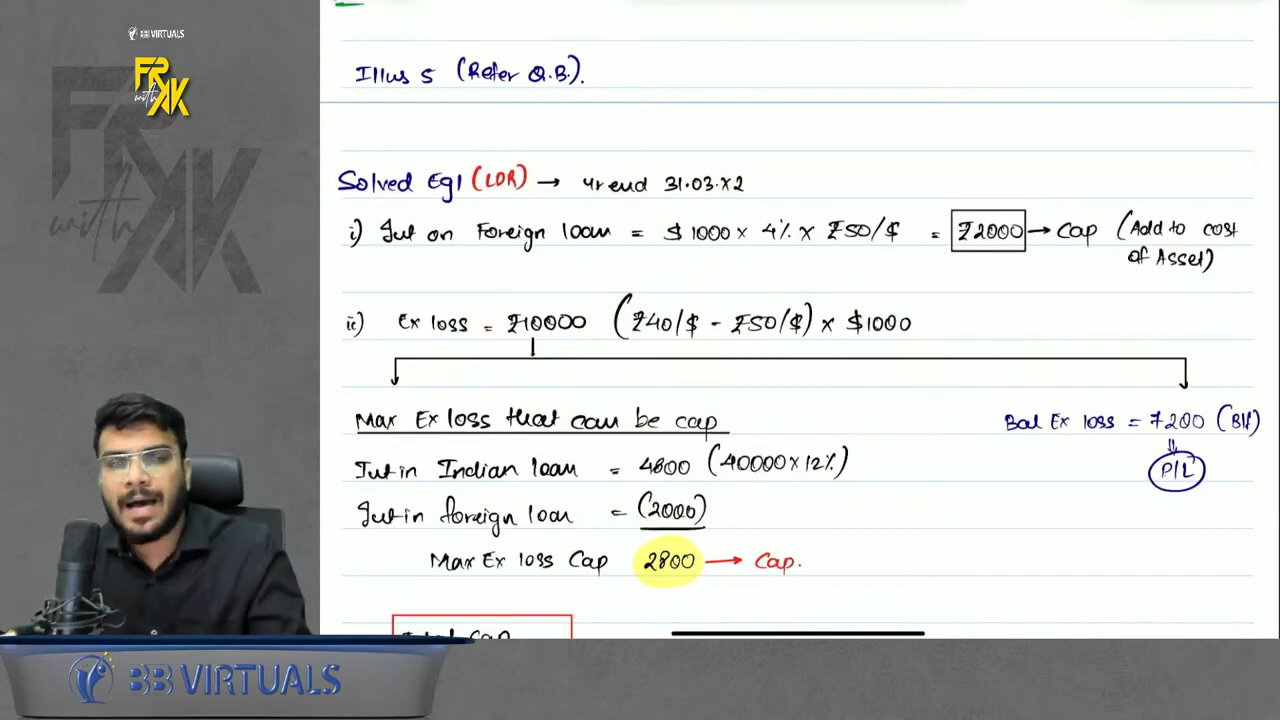 BB VIRTUALS
FR
with
KK
Illus 5 (Refer Q.B.).
Solved Eg1 (LDR) → Yr end 31.03.X2
i) Int on Foreign loan = $1000 × 4% × ₹50/$ = ₹2000 → Cap (Add to cost
of Asset)
ii) Ex loss = ₹10000 (₹40/$ - ₹50/$) × $1000
Max Ex loss that can be cap
Bal Ex loss = 7200 (B/f)
Int in Indian loan = 4800 (40000×12%)
P/L
Int in foreign loan = (2000)
Max Ex loss Cap 2800 → Cap.
BB VIRTUALS